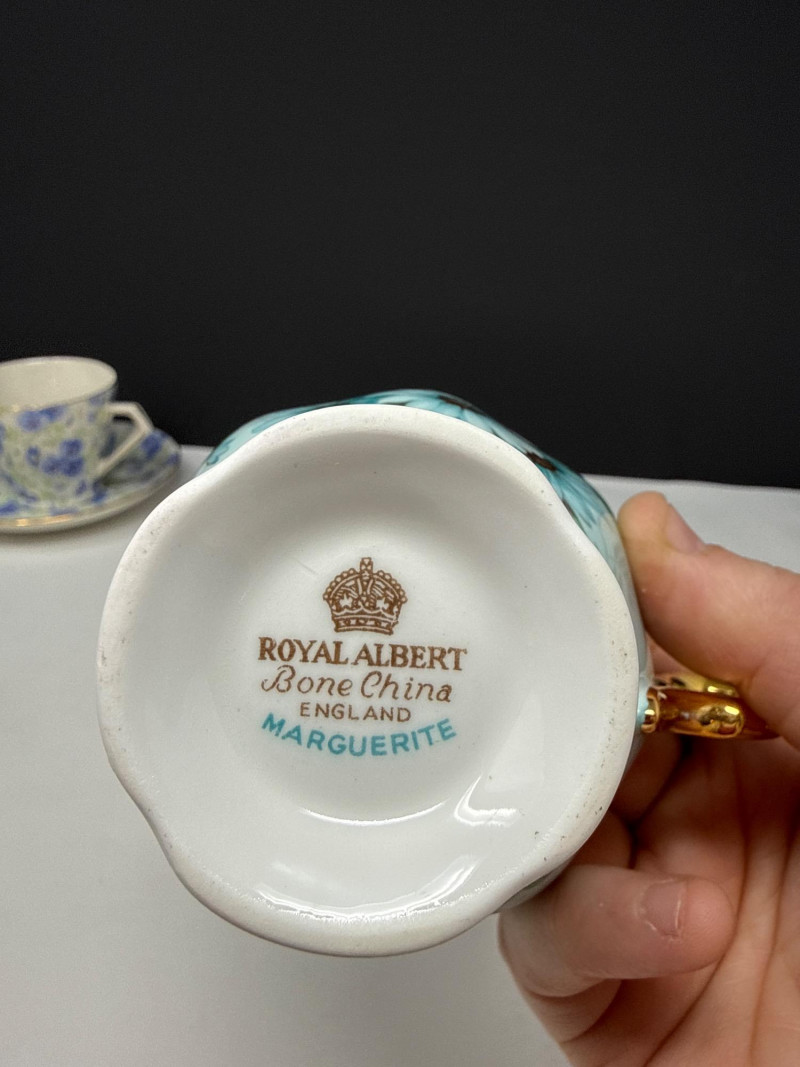 ROYAL ALBERT
Bone China
ENGLAND
MARGUERITE